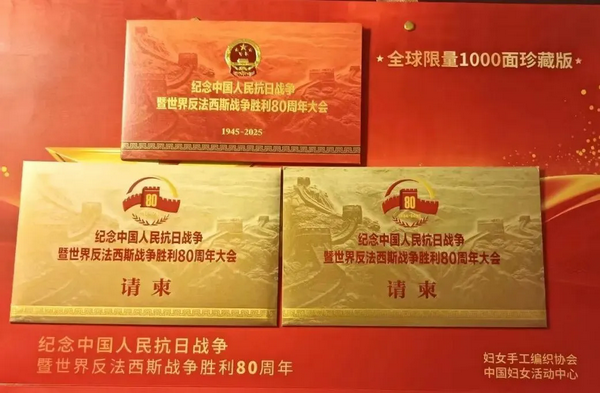 ★全球限量1000面珍藏版★
纪念中国人民抗日战争
暨世界反法西斯战争胜利80周年大会
1945-2025
80
纪念中国人民抗日战争
暨世界反法西斯战争胜利80周年大会
请柬
80
纪念中国人民抗日战争
暨世界反法西斯战争胜利80周年大会
请柬
纪念中国人民抗日战争
暨世界反法西斯战争胜利80周年
妇女手工编织协会
中国妇女活动中心